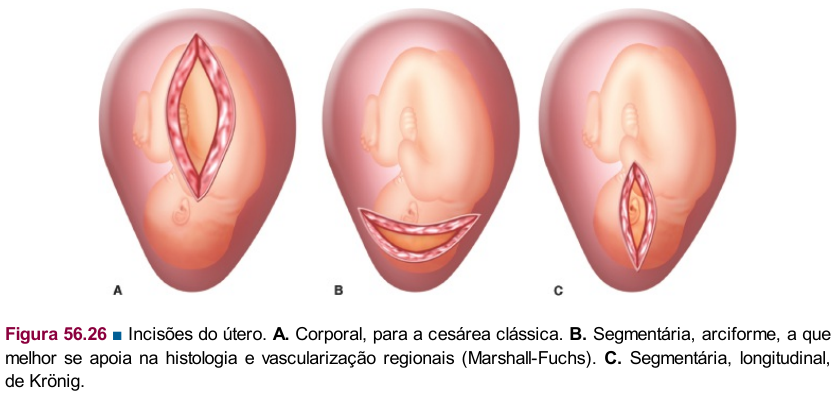 A
B
C
Figura 56.26 ■ Incisões do útero. A. Corporal, para a cesárea clássica. B. Segmentária, arciforme, a que
melhor se apoia na histologia e vascularização regionais (Marshall-Fuchs). C. Segmentária, longitudinal,
de Krönig.